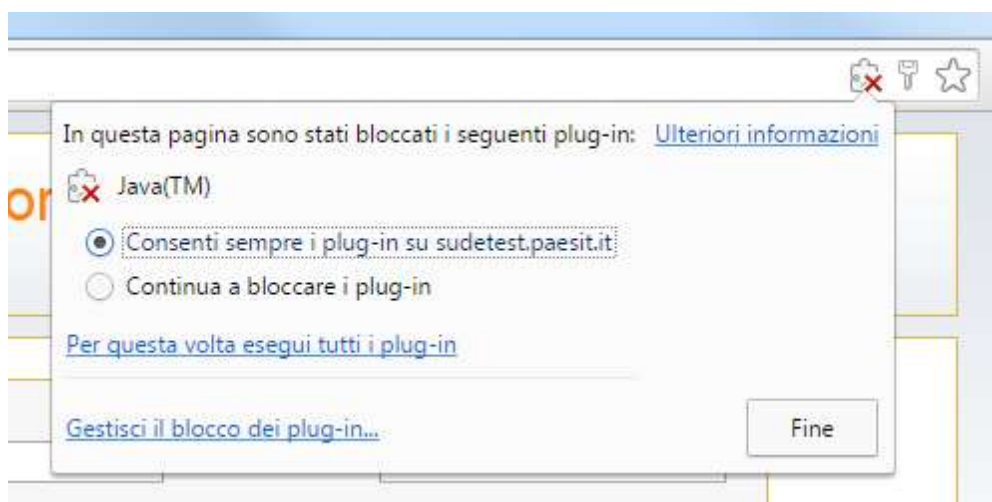 In questa pagina sono stati bloccati i seguenti plug-in: Ulteriori informazioni
Java(TM)
or
Consenti sempre i plug-in su sudetest.paesit.it
Continua a bloccare i plug-in
Per questa volta esegui tutti i plug-in
Gestisci il blocco dei plug-in...
Fine